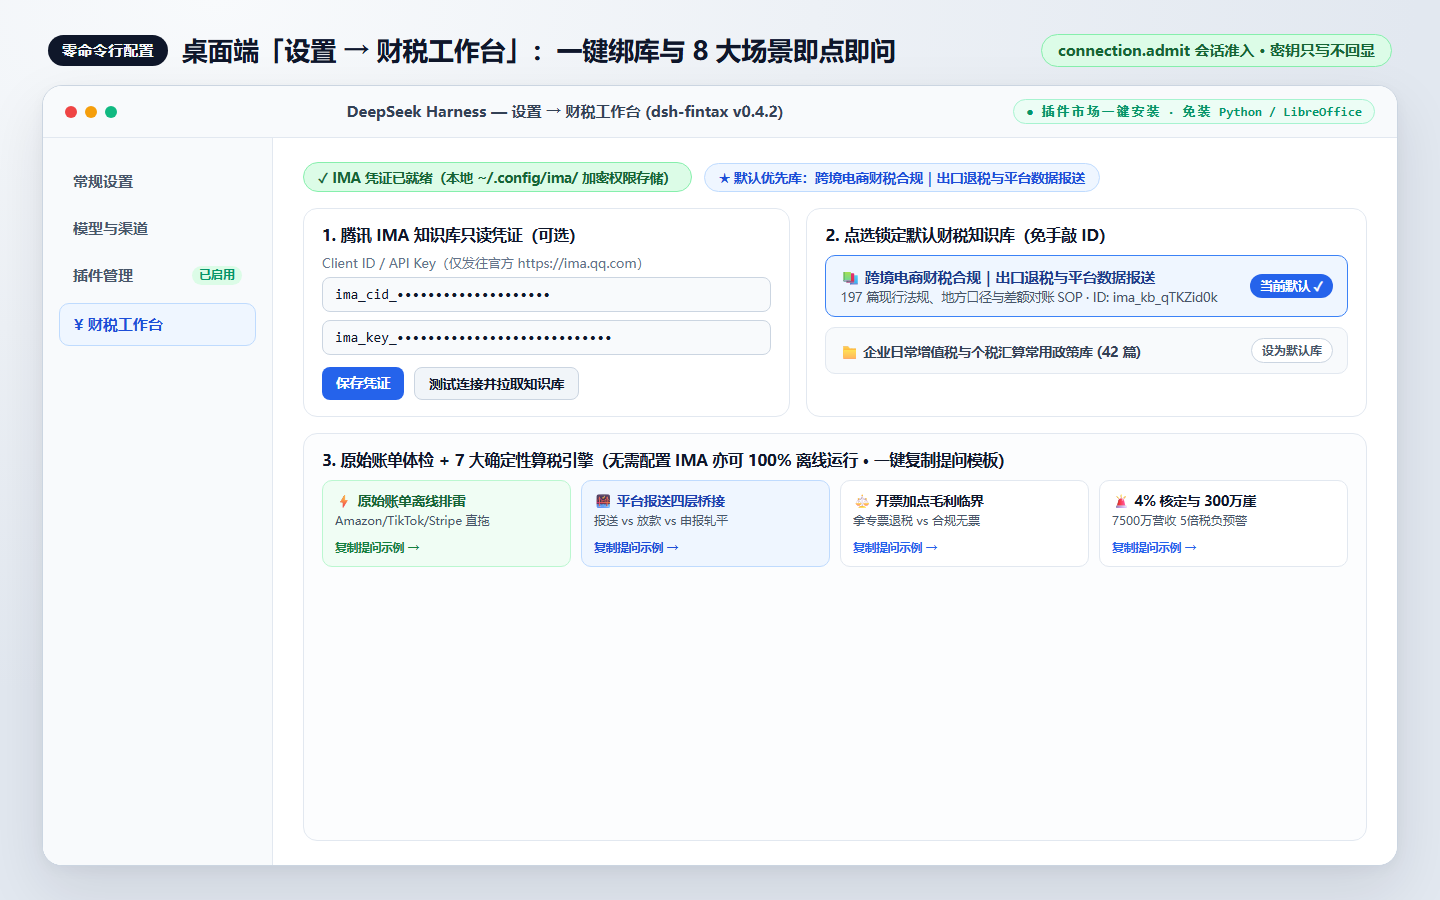 零命令行配置
桌面端「设置 → 财税工作台」：一键绑库与 8 大场景即点即问
connection.admit 会话准入 • 密钥只写不回显
DeepSeek Harness — 设置 → 财税工作台 (dsh-fintax v0.4.2)
● 插件市场一键安装 · 免装 Python / LibreOffice
常规设置
模型与渠道
插件管理
已启用
¥ 财税工作台
✓ IMA 凭证已就绪（本地 ~/.config/ima/ 加密权限存储）
★ 默认优先库：跨境电商财税合规｜出口退税与平台数据报送
1. 腾讯 IMA 知识库只读凭证（可选）
Client ID / API Key（仅发往官方 https://ima.qq.com）
ima_cid_••••••••••••••••••••
ima_key_••••••••••••••••••••••••••••
保存凭证
测试连接并拉取知识库
2. 点选锁定默认财税知识库（免手敲 ID）
跨境电商财税合规｜出口退税与平台数据报送
197 篇现行法规、地方口径与差额对账 SOP · ID: ima_kb_qTKZid0k
当前默认 ✓
企业日常增值税与个税汇算常用政策库 (42 篇)
设为默认库
3. 原始账单体检 + 7 大确定性算税引擎（无需配置 IMA 亦可 100% 离线运行 • 一键复制提问模板）
原始账单离线排雷
Amazon/TikTok/Stripe 直拖
复制提问示例 →
平台报送四层桥接
报送 vs 放款 vs 申报轧平
复制提问示例 →
开票加点毛利临界
拿专票退税 vs 合规无票
复制提问示例 →
4% 核定与 300万崖
7500万营收 5倍税负预警
复制提问示例 →